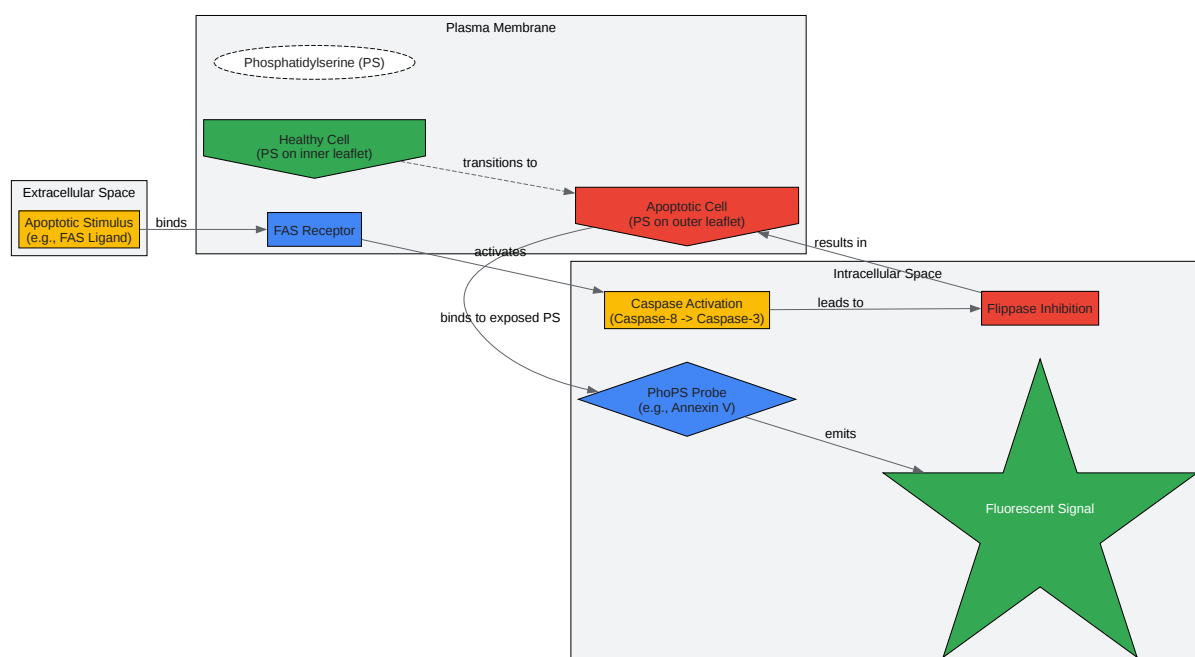 Plasma Membrane
Phosphatidylserine (PS)
Healthy Cell
(PS on inner leaflet)
transitions to
Extracellular Space
Apoptotic Stimulus
(e.g., FAS Ligand)
binds
FAS Receptor
Apoptotic Cell
(PS on outer leaflet)
activates
results in
Intracellular Space
Caspase Activation
(Caspase-8 -> Caspase-3)
leads to
Flippase Inhibition
binds to exposed PS
PhoPS Probe
(e.g., Annexin V)
emits
Fluorescent Signal